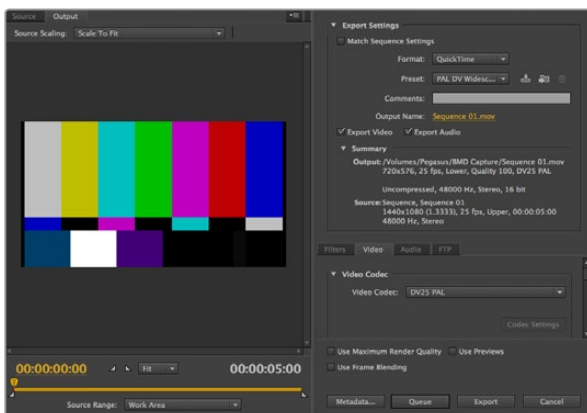 Source Output
Source Scaling: Scale To Fit
00:00:00:00 Fit 00:00:05:00
Source Range: Work Area
Export Settings
Match Sequence Settings
Format: QuickTime
Preset: PAL DV Widesc...
Comments:
Output Name: Sequence 01.mov
Export Video Export Audio
Summary
Output: /Volumes/Pegasus/BMD Capture/Sequence 01.mov
720x576, 25 fps, Lower, Quality 100, DV25 PAL
Uncompressed, 48000 Hz, Stereo, 16 bit
Source: Sequence, Sequence 01
1440x1080 (1.3333), 25 fps, Upper, 00:00:05:00
48000 Hz, Stereo
Filters Video Audio FTP
Video Codec
Video Codec: DV25 PAL
Codec Settings
Use Maximum Render Quality Use Previews
Use Frame Blending
Metadata... Queue Export Cancel